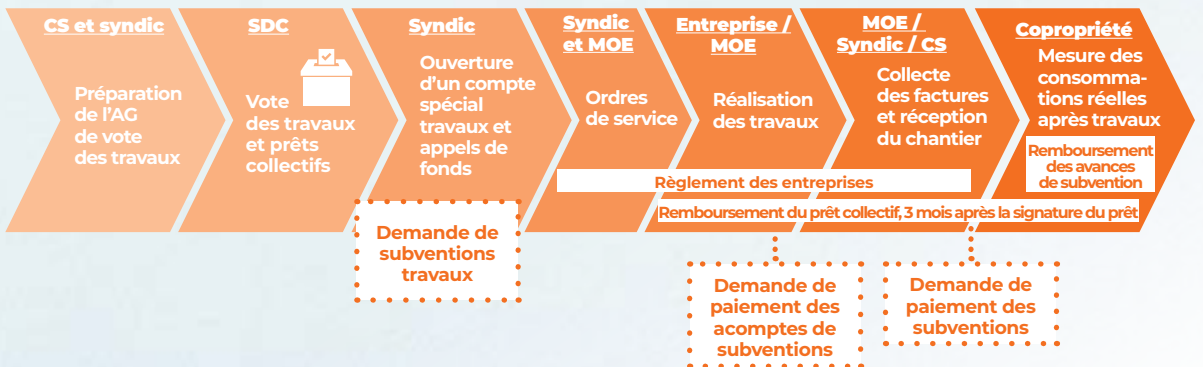 CS et syndic
Préparation
de l'AG
de vote
des travaux
SDC
Vote
des travaux
et prêts
collectifs
Syndic
Ouverture
d'un compte
spécial
travaux et
appels de
fonds
Syndic
et MOE
Ordres
de service
Entreprise /
MOE
Réalisation
des travaux
MOE /
Syndic / CS
Collecte
des factures
et réception
du chantier
Copropriété
Mesure des
consomma-
tions réelles
après travaux
Remboursement
des avances
de subvention
Règlement des entreprises
Remboursement du prêt collectif, 3 mois après la signature du prêt
Demande de
subventions
travaux
Demande de
paiement des
acomptes de
subventions
Demande de
paiement des
subventions